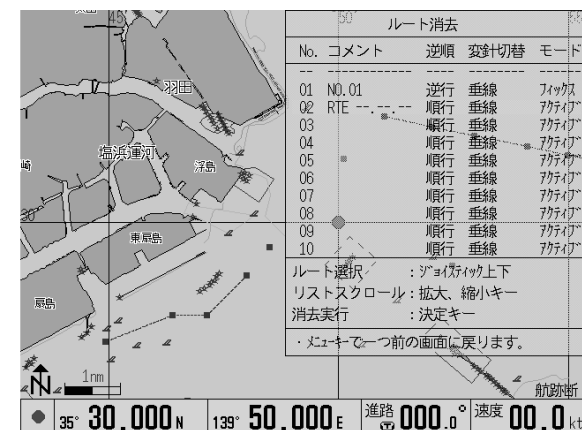 45
50
ルート消去
No. コメント 逆順 変針切替 モード
-- ------------ ---- -------- ------
01 NO.01 逆行 垂線 フィックス
02 RTE --.--.-- 順行 垂線 アクティブ
03 順行 垂線 アクティブ
04 順行 垂線 アクティブ
05 順行 垂線 アクティブ
06 順行 垂線 アクティブ
07 順行 垂線 アクティブ
08 順行 垂線 アクティブ
09 順行 垂線 アクティブ
10 順行 垂線 アクティブ
ルート選択 :ジョイスティック上下
リストスクロール:拡大、縮小キー
消去実行 :決定キー
・メニューキーで一つ前の画面に戻ります。
羽田
塩浜運河
浮島
崎
30
東扇島
扇島
N
1nm
航跡断
35° 30.000 N 139° 50.000 E 進路 000.0° 速度 00.0 kt